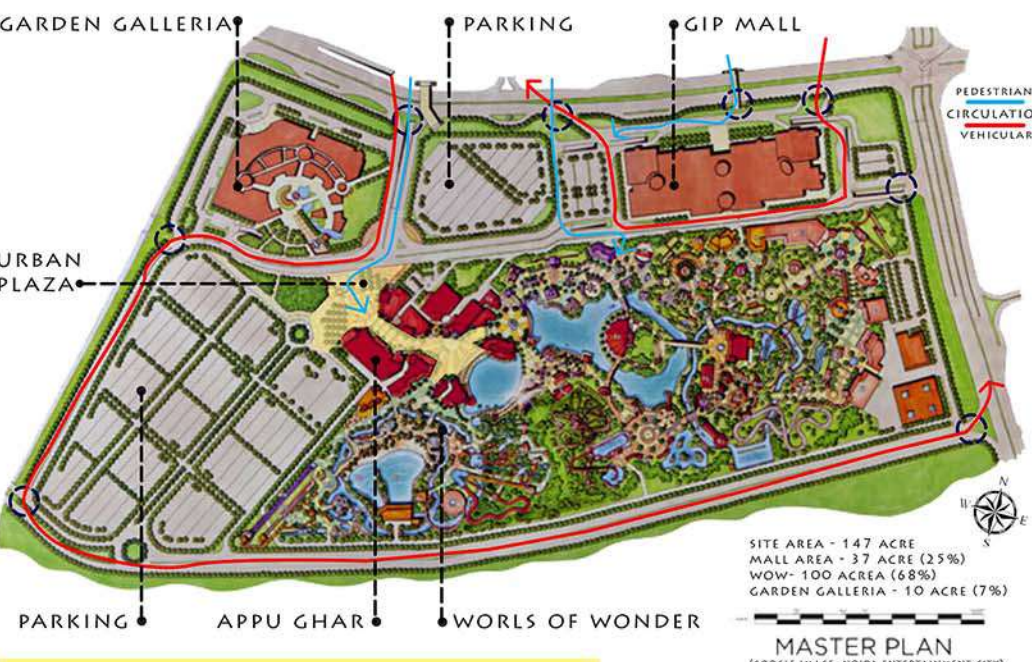 GARDEN GALLERIA
PARKING
GIP MALL
PEDESTRIAN
CIRCULATION
VEHICULAR
URBAN
PLAZA
N
W
E
S
SITE AREA - 147 ACRE
MALL AREA - 37 ACRE (25%)
WOW- 100 ACREA (68%)
GARDEN GALLERIA - 10 ACRE (7%)
PARKING
APPU GHAR
WORLS OF WONDER
MASTER PLAN